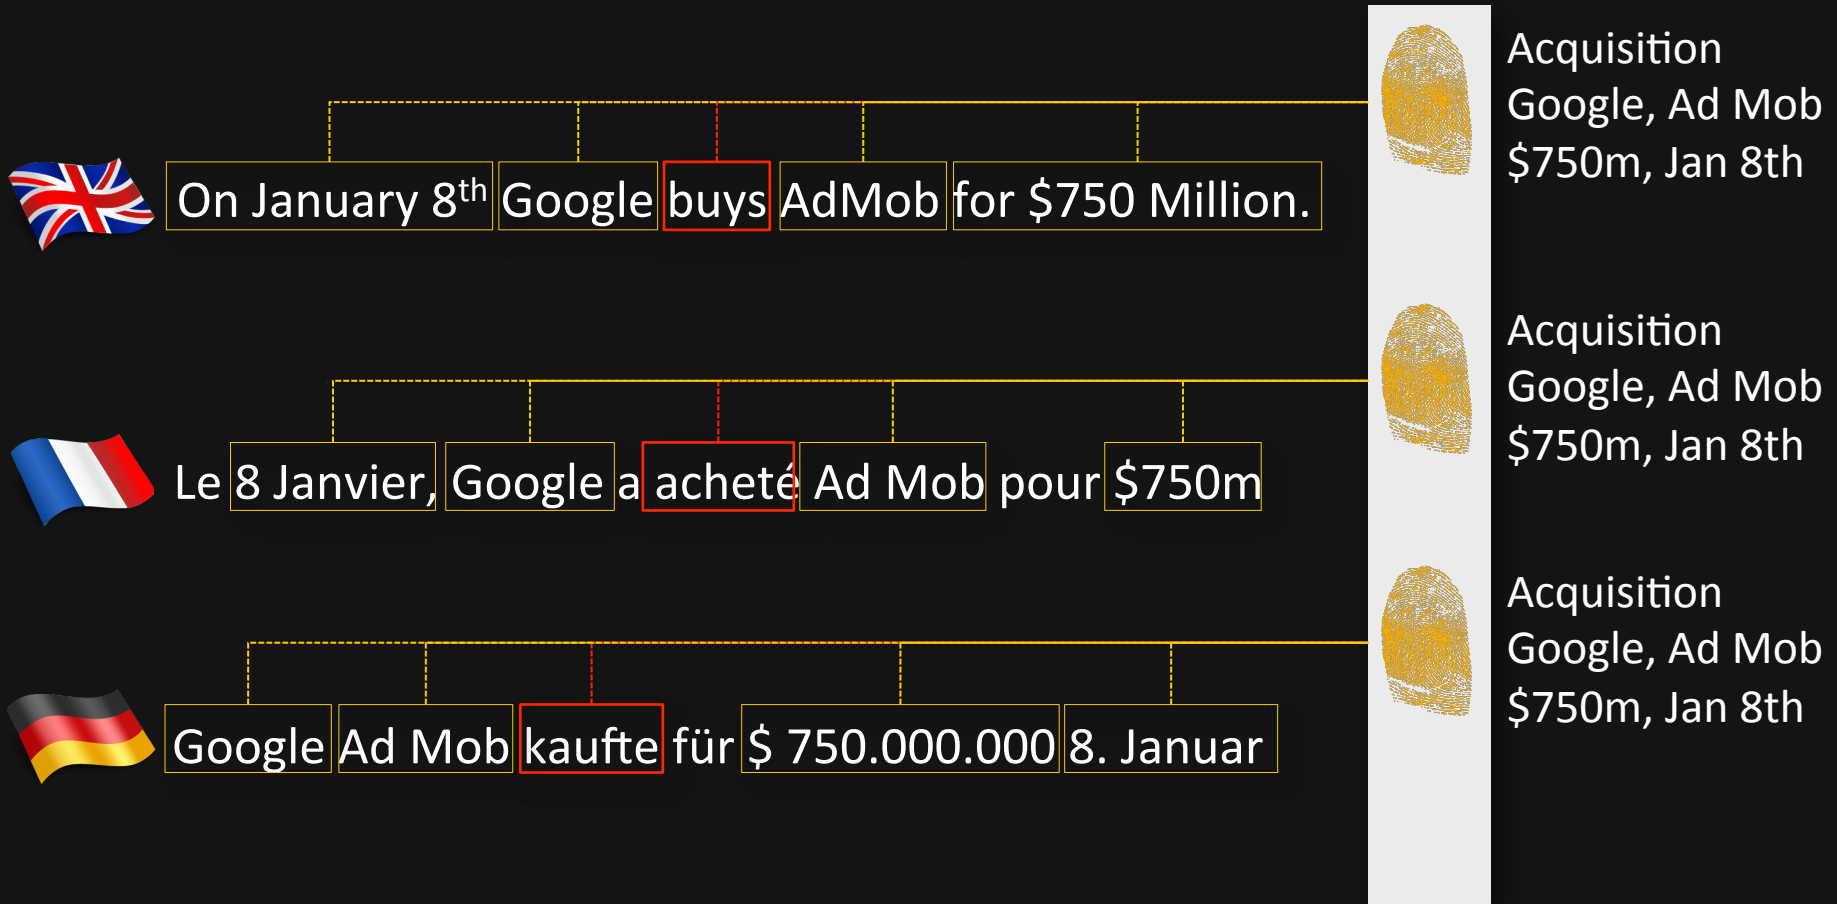 Acquisition
Google, Ad Mob
$750m, Jan 8th
On January 8th Google buys AdMob for $750 Million.
Acquisition
Google, Ad Mob
$750m, Jan 8th
Le 8 Janvier, Google a acheté Ad Mob pour $750m
Acquisition
Google, Ad Mob
$750m, Jan 8th
Google Ad Mob kaufte für $ 750.000.000 8. Januar